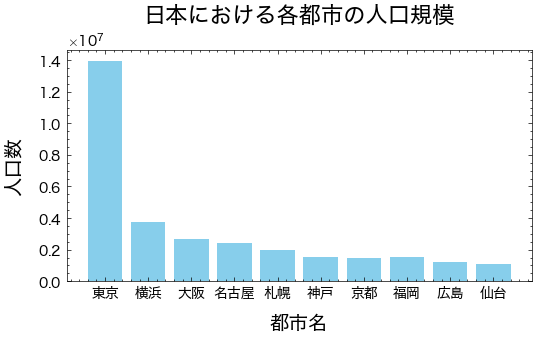 日本における各都市の人口規模
×10⁷
1.4
1.2
1.0
0.8
0.6
0.4
0.2
0.0
人口数
東京 横浜 大阪 名古屋 札幌 神戸 京都 福岡 広島 仙台
都市名